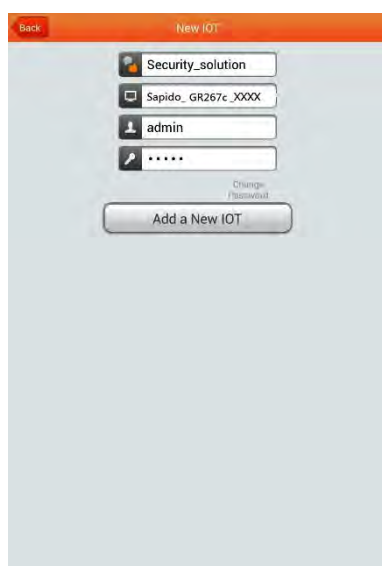 Back
New IOT
Security_solution
Sapido_ GR267c _XXXX
admin
•••••
Change
Password
Add a New IOT